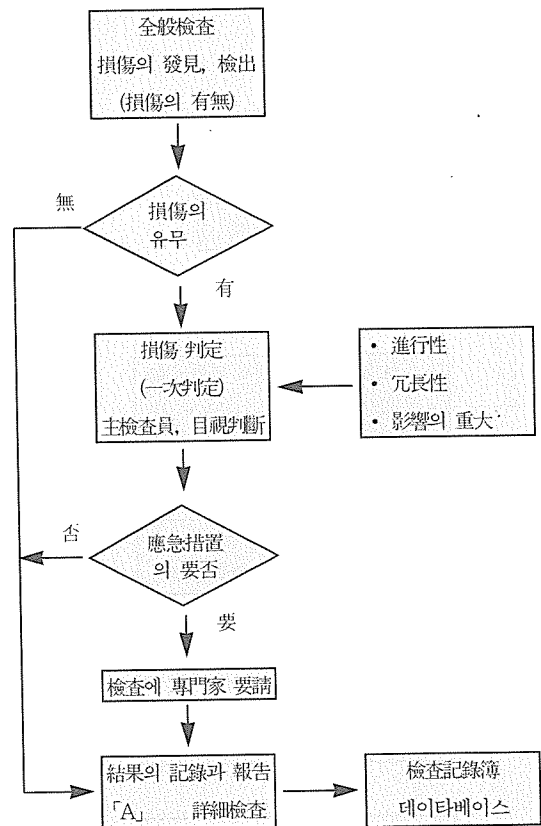 全般檢査
損傷의 發見, 檢出
(損傷의 有無)
無
損傷의
유무
有
損傷 判定
(一次判定)
主檢査員, 目視判斷
• 進行性
• 冗長性
• 影響의 重大
否
應急措置
의 要否
要
檢査에 專門家 要請
結果의 記錄과 報告
「A」 詳細檢査
檢査記錄簿
데이타베이스